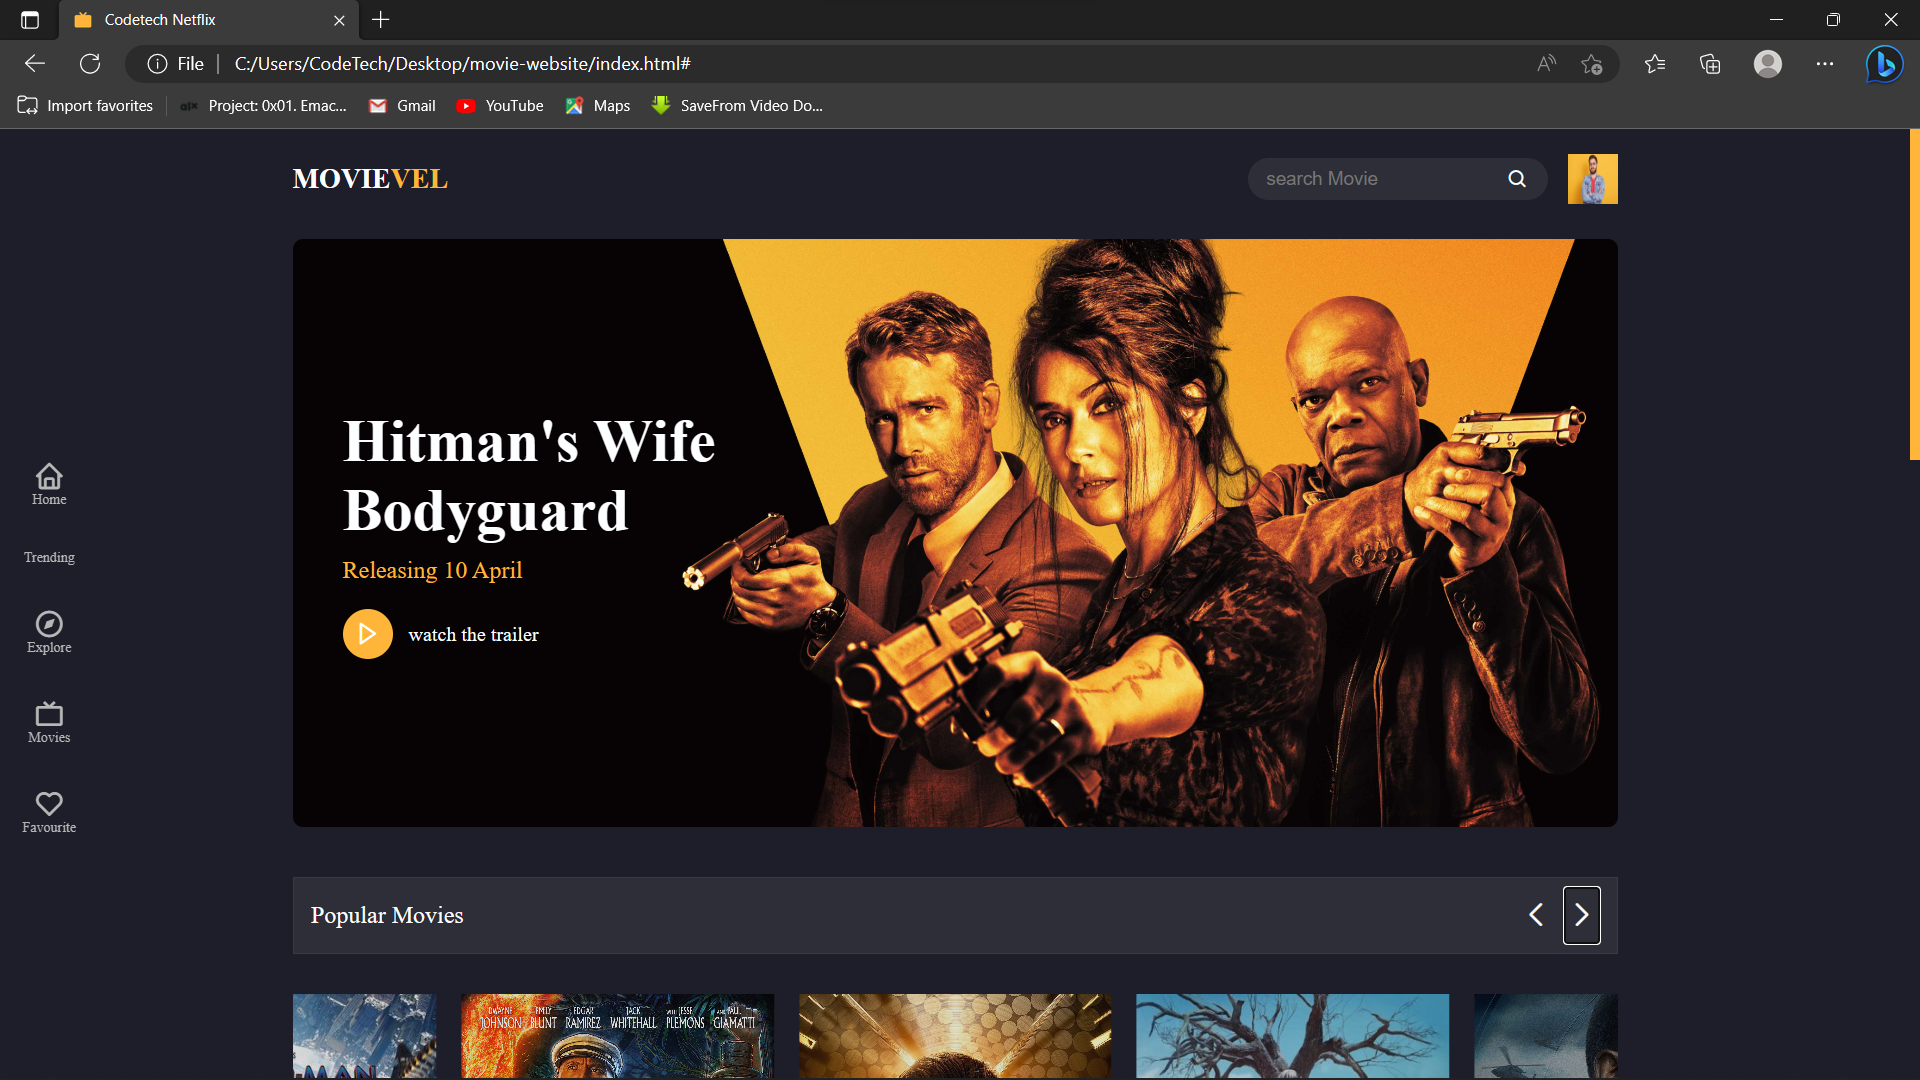 Codetech Netflix
File
C:/Users/CodeTech/Desktop/movie-website/index.html#
Import favorites
Project: 0x01. Emac...
Gmail
YouTube
Maps
SaveFrom Video Do...
MOVIEVEL
search Movie
Hitman's Wife
Bodyguard
Releasing 10 April
watch the trailer
Home
Trending
Explore
Movies
Favourite
Popular Movies
DWAYNE JOHNSON
EMILY BLUNT
EDGAR RAMIREZ
JACK WHITEHALL
WITH JESSE PLEMONS
AND PAUL GIAMATTI